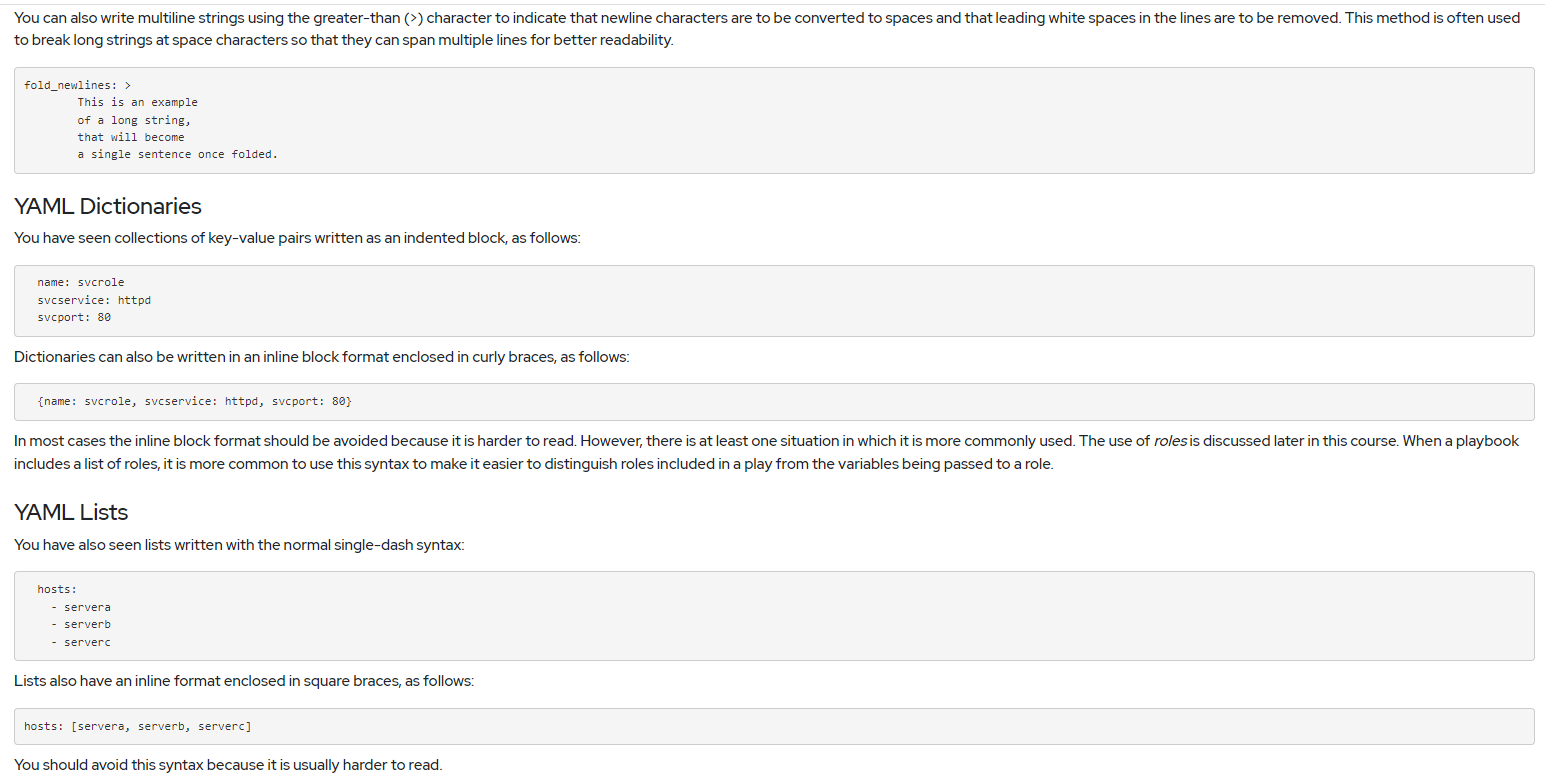 You can also write multiline strings using the greater-than (>) character to indicate that newline characters are to be converted to spaces and that leading white spaces in the lines are to be removed. This method is often used
to break long strings at space characters so that they can span multiple lines for better readability.
fold_newlines: >
        This is an example
        of a long string,
        that will become
        a single sentence once folded.
YAML Dictionaries
You have seen collections of key-value pairs written as an indented block, as follows:
  name: svcrole
  svcservice: httpd
  svcport: 80
Dictionaries can also be written in an inline block format enclosed in curly braces, as follows:
  {name: svcrole, svcservice: httpd, svcport: 80}
In most cases the inline block format should be avoided because it is harder to read. However, there is at least one situation in which it is more commonly used. The use of roles is discussed later in this course. When a playbook
includes a list of roles, it is more common to use this syntax to make it easier to distinguish roles included in a play from the variables being passed to a role.
YAML Lists
You have also seen lists written with the normal single-dash syntax:
  hosts:
    - servera
    - serverb
    - serverc
Lists also have an inline format enclosed in square braces, as follows:
hosts: [servera, serverb, serverc]
You should avoid this syntax because it is usually harder to read.